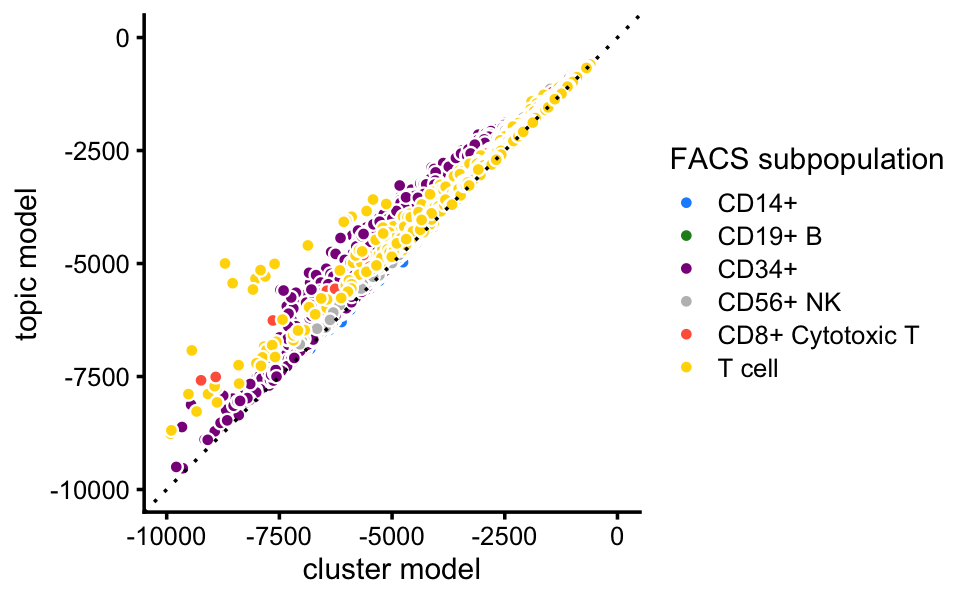 0
-2500
-5000
-7500
-10000
topic model
-10000 -7500 -5000 -2500 0
cluster model
FACS subpopulation
CD14+
CD19+ B
CD34+
CD56+ NK
CD8+ Cytotoxic T
T cell